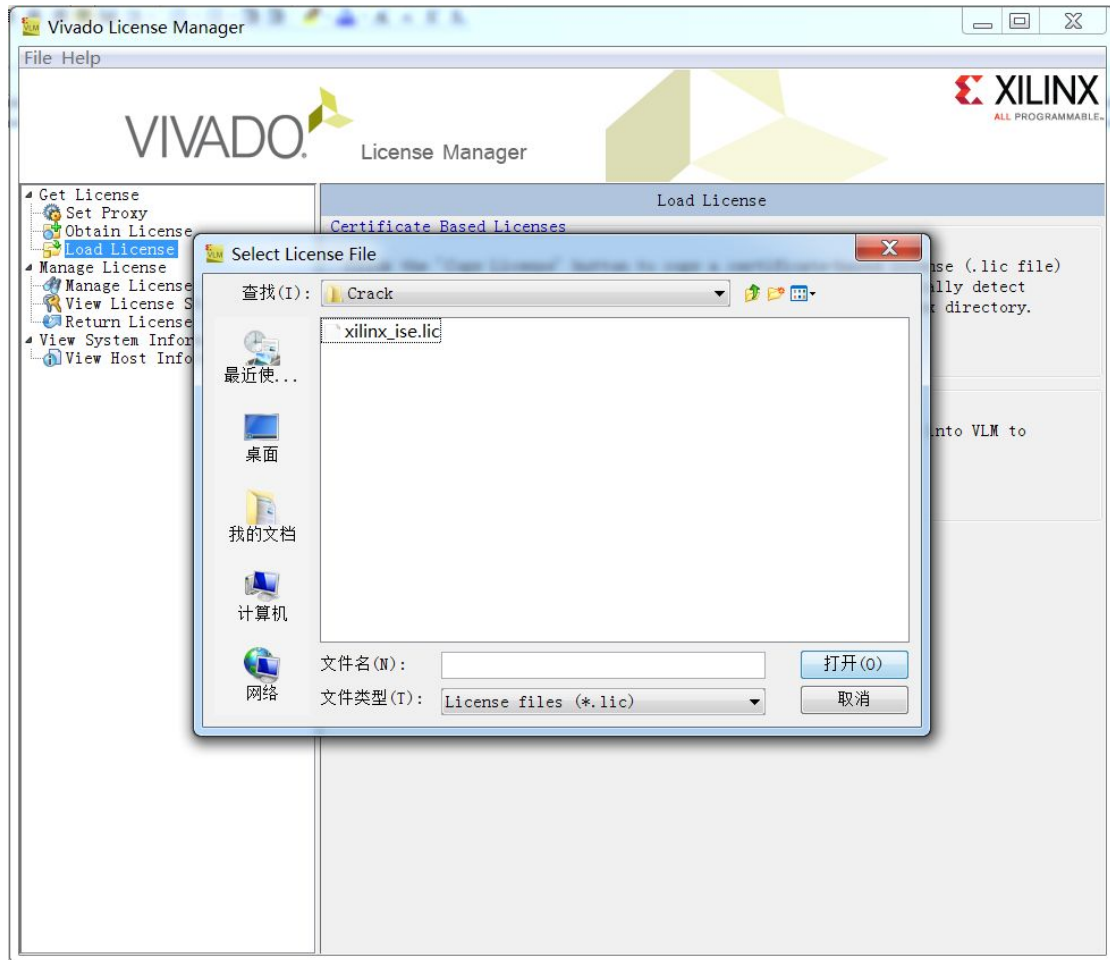 Vivado License Manager
File Help
VIVADO.
License Manager
XILINX
ALL PROGRAMMABLE
Get License
Set Proxy
Obtain License
Load License
Manage License
Manage License
View License S
Return License
View System Infor
View Host Info
Load License
Certificate Based Licenses
nse (.lic file)
lly detect
directory.
nto VLM to
Select License File
查找(I):
Crack
xilinx_ise.lic
最近使...
桌面
我的文档
计算机
网络
文件名(N):
打开(O)
文件类型(T):
License files (*.lic)
取消